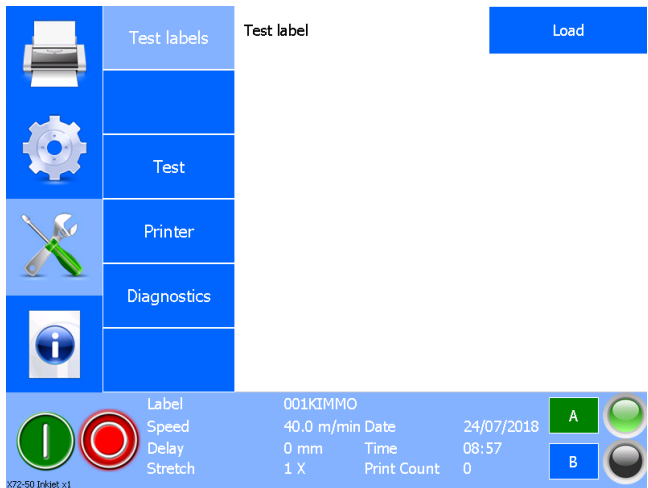 Test labels
Test label
Load
Test
Printer
Diagnostics
Label 001KIMMO
Speed 40.0 m/min Date 24/07/2018
Delay 0 mm Time 08:57
Stretch 1 X Print Count 0
A
B
X72-50 Inkjet x1